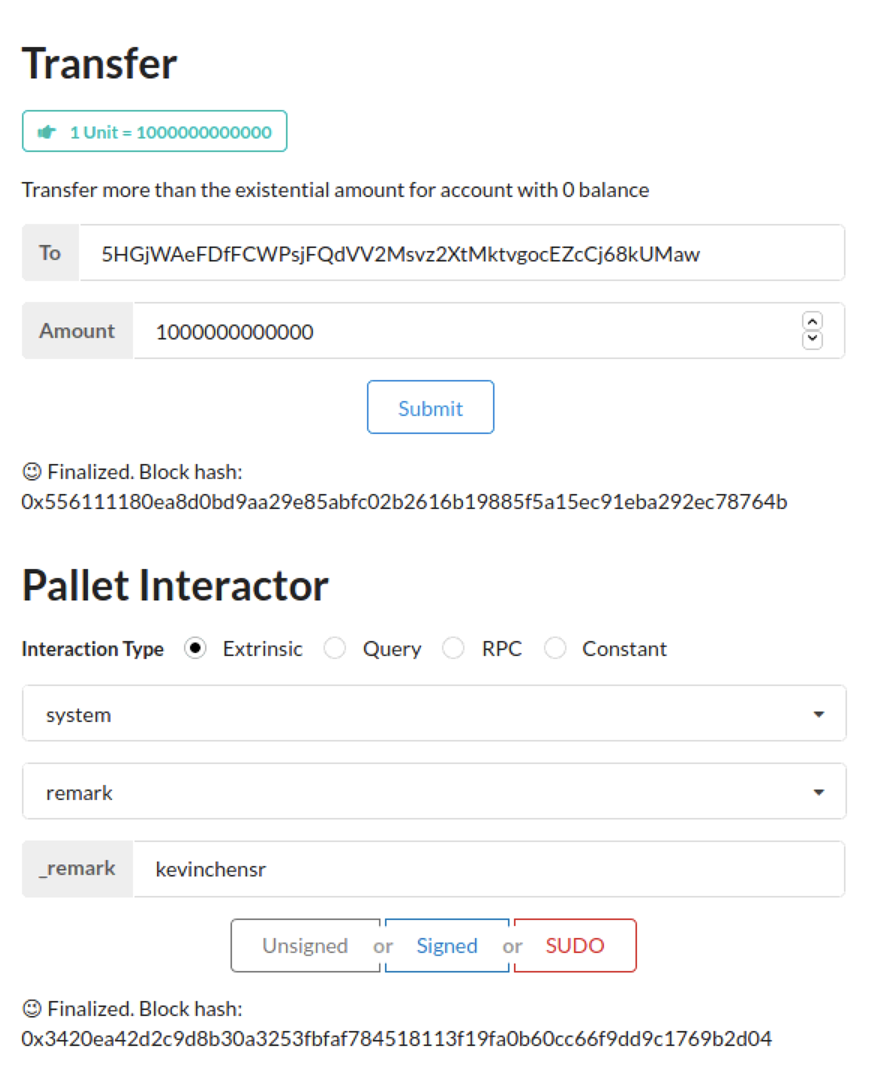 Transfer
1 Unit = 1000000000000
Transfer more than the existential amount for account with 0 balance
To 5HGjWAeFDfFCWPsjFQdVV2Msvz2XtMktvgocEZcCj68kUMaw
Amount 1000000000000
Submit
😉 Finalized. Block hash:
0x556111180ea8d0bd9aa29e85abfc02b2616b19885f5a15ec91eba292ec78764b
Pallet Interactor
Interaction Type Extrinsic Query RPC Constant
system
remark
_remark kevinchensr
Unsigned or Signed or SUDO
😉 Finalized. Block hash:
0x3420ea42d2c9d8b30a3253fbfaf784518113f19fa0b60cc66f9dd9c1769b2d04